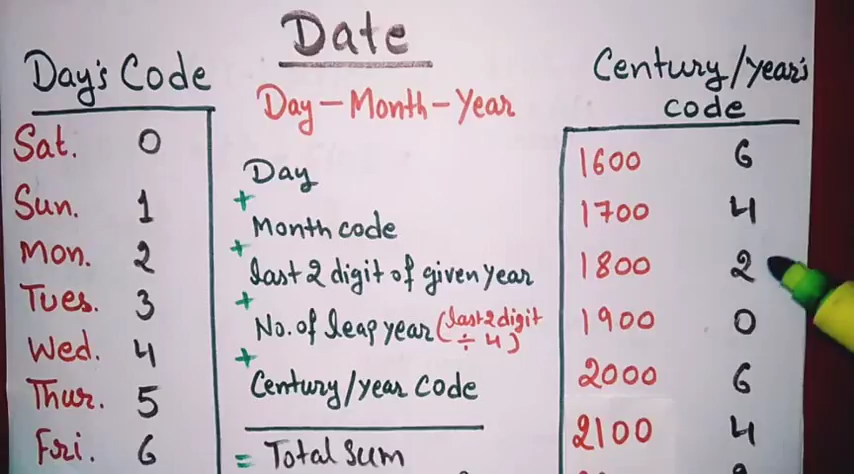 Date
Day-Month-Year
Day's Code
Sat. 0
Sun. 1
Mon. 2
Tues. 3
Wed. 4
Thur. 5
Fri. 6
Day
+
Month code
+
last 2 digit of given year
+
No. of leap year (last 2 digit
÷ 4)
+
Century/year code
= Total sum
Century/year's
code
1600 6
1700 4
1800 2
1900 0
2000 6
2100 4